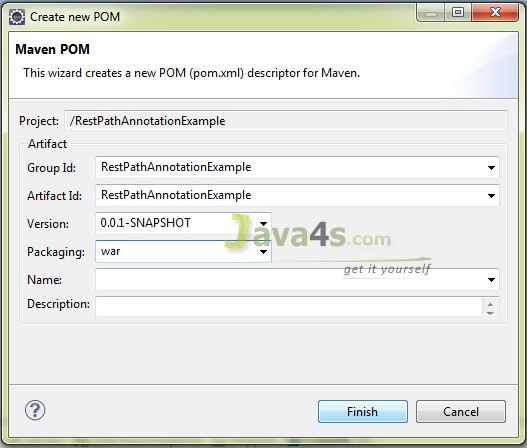 Create new POM
Maven POM
This wizard creates a new POM (pom.xml) descriptor for Maven.
Project: /RestPathAnnotationExample
Artifact
Group Id: RestPathAnnotationExample
Artifact Id: RestPathAnnotationExample
Version: 0.0.1-SNAPSHOT
Java4s.com
Packaging: war
get it yourself
Name:
Description:
Finish Cancel